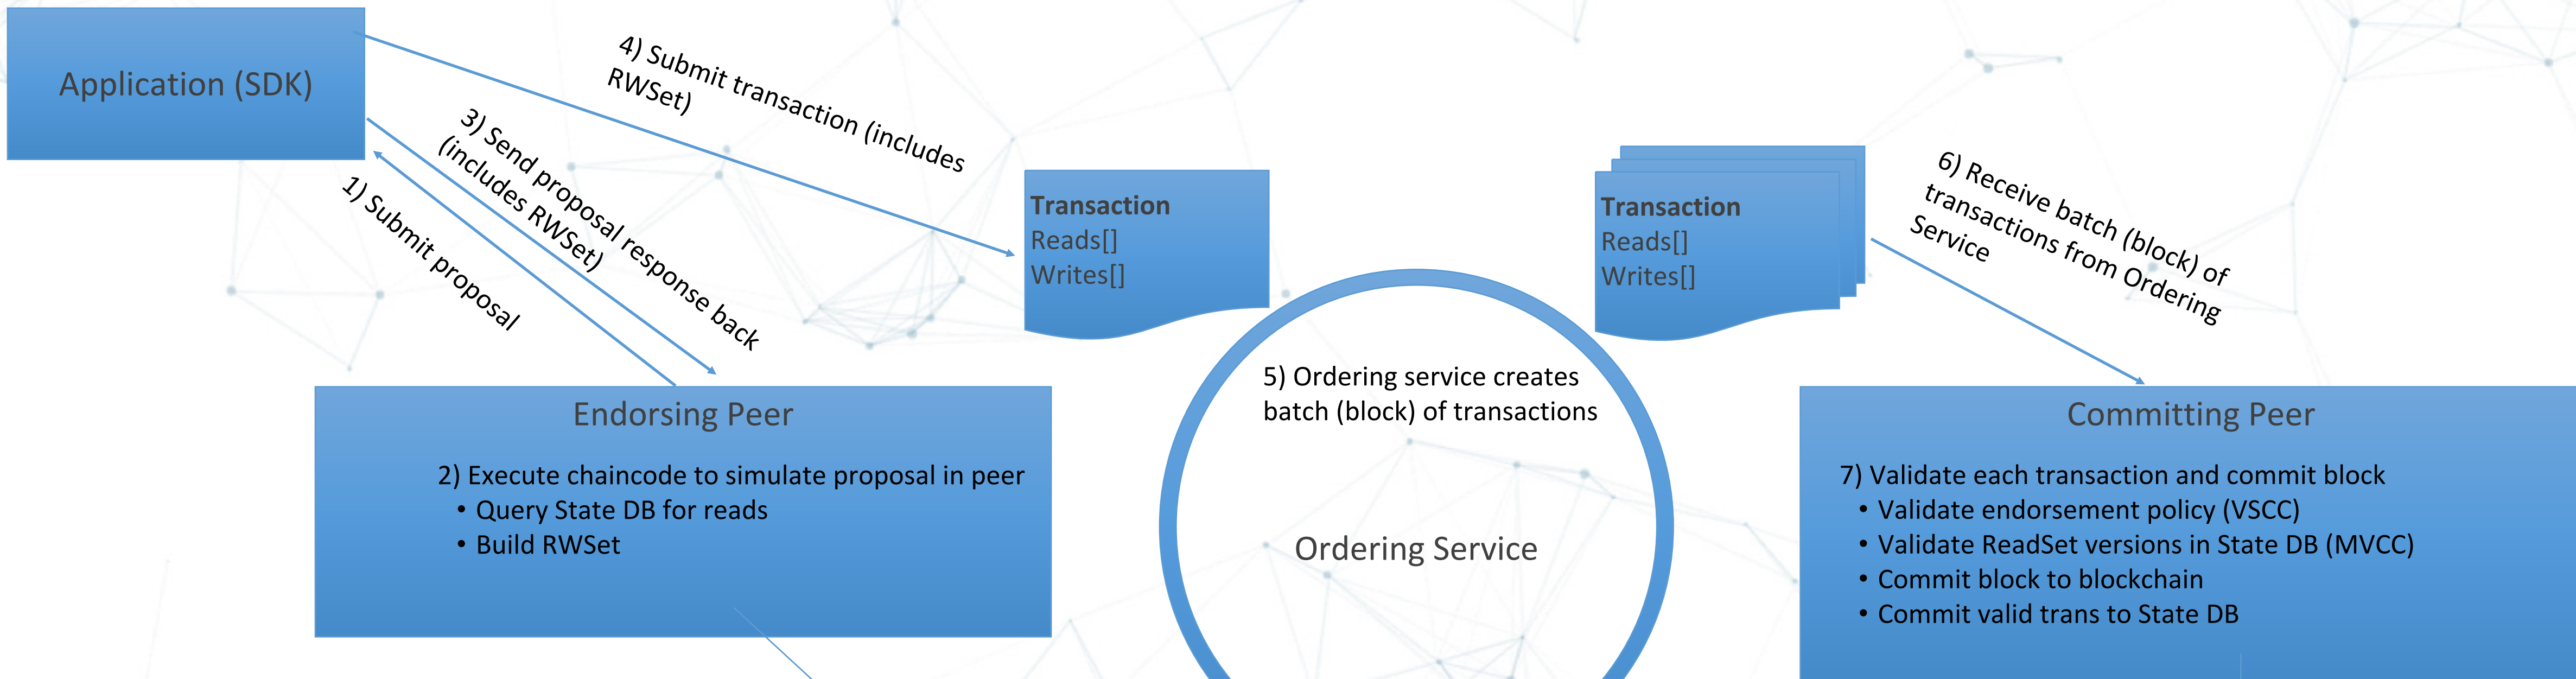 Application (SDK)
4) Submit transaction (includes
RWSet)
3) Send proposal response back
(includes RWSet)
1) Submit proposal
Transaction
Reads[]
Writes[]
Transaction
Reads[]
Writes[]
6) Receive batch (block) of
transactions from Ordering
Service
Endorsing Peer
2) Execute chaincode to simulate proposal in peer
• Query State DB for reads
• Build RWSet
5) Ordering service creates
batch (block) of transactions
Ordering Service
Committing Peer
7) Validate each transaction and commit block
• Validate endorsement policy (VSCC)
• Validate ReadSet versions in State DB (MVCC)
• Commit block to blockchain
• Commit valid trans to State DB